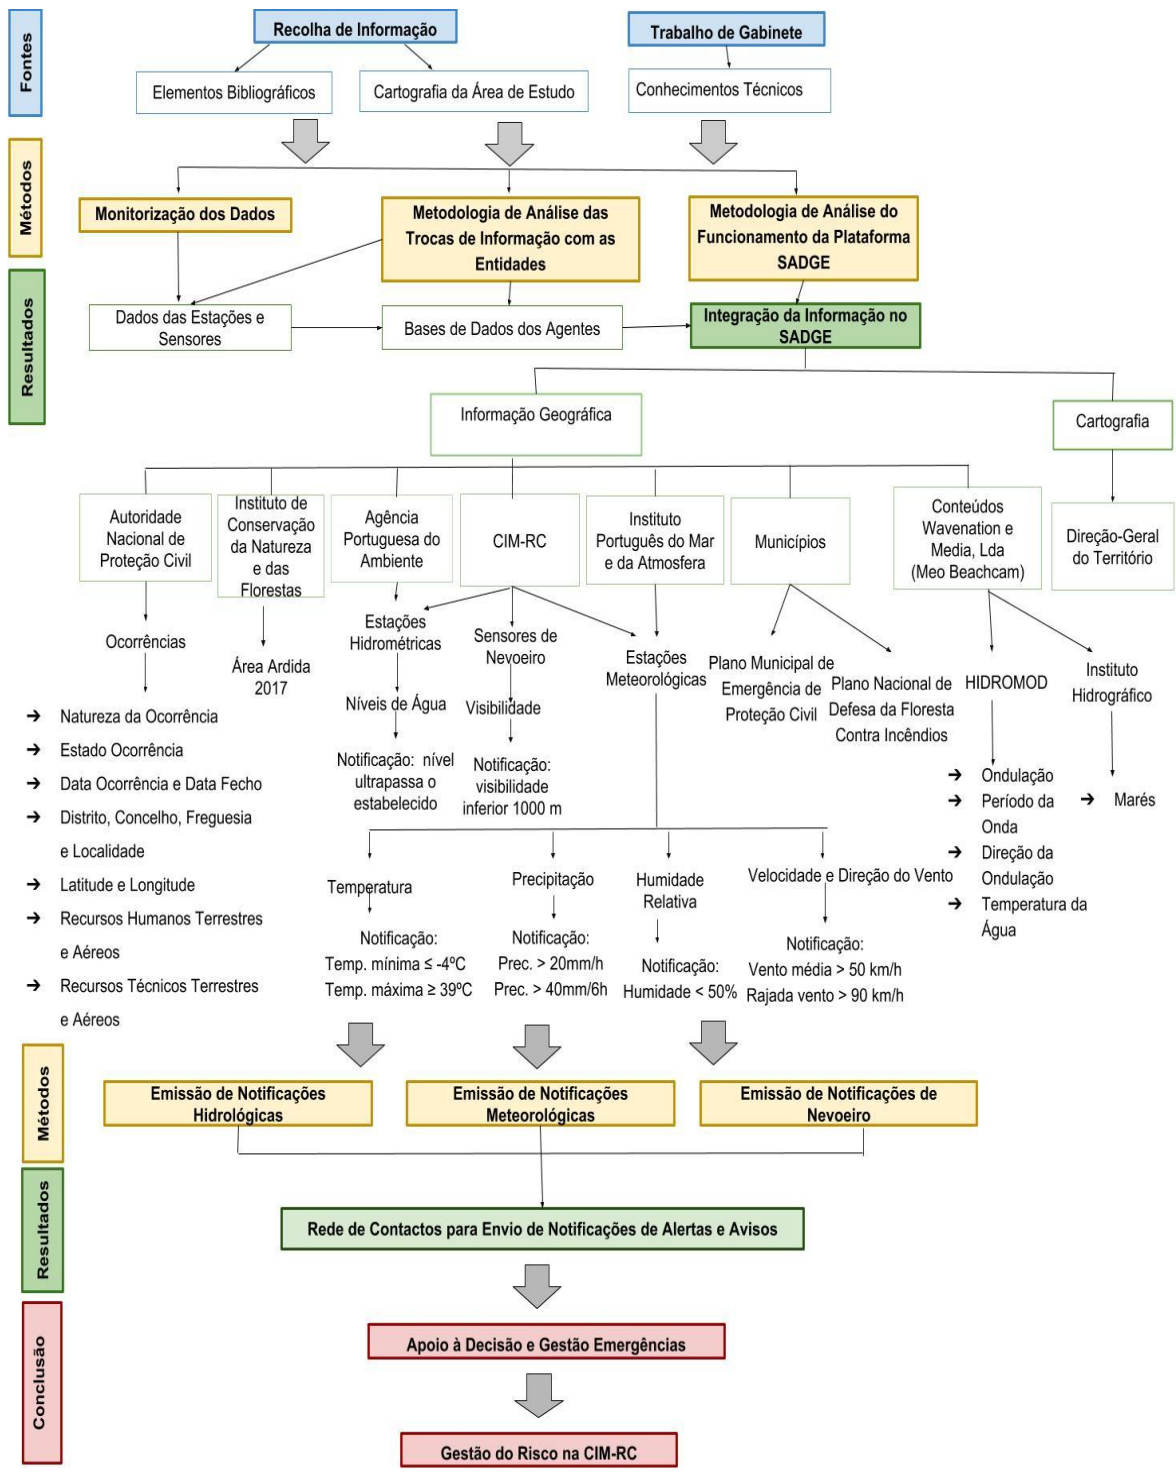 Fontes
Recolha de Informação
Trabalho de Gabinete
Elementos Bibliográficos
Cartografia da Área de Estudo
Conhecimentos Técnicos
Métodos
Monitorização dos Dados
Metodologia de Análise das
Trocas de Informação com as
Entidades
Metodologia de Análise do
Funcionamento da Plataforma
SADGE
Resultados
Dados das Estações e
Sensores
Bases de Dados dos Agentes
Integração da Informação no
SADGE
Informação Geográfica
Cartografia
Autoridade
Nacional de
Proteção Civil
Instituto de
Conservação
da Natureza
e das
Florestas
Agência
Portuguesa do
Ambiente
CIM-RC
Instituto
Português do Mar
e da Atmosfera
Municípios
Conteúdos
Wavenation e
Media, Lda
(Meo Beachcam)
Direção-Geral
do Território
Ocorrências
Área Ardida
2017
Estações
Hidrométricas
Sensores de
Nevoeiro
Estações
Meteorológicas
Plano Municipal de
Emergência de
Proteção Civil
Plano Nacional de
Defesa da Floresta
Contra Incêndios
HIDROMOD
Instituto
Hidrográfico
Níveis de Água
Visibilidade
Notificação: nível
ultrapassa o
estabelecido
Notificação:
visibilidade
inferior 1000 m
➔ Natureza da Ocorrência
➔ Estado Ocorrência
➔ Data Ocorrência e Data Fecho
➔ Distrito, Concelho, Freguesia
e Localidade
➔ Latitude e Longitude
➔ Recursos Humanos Terrestres
e Aéreos
➔ Recursos Técnicos Terrestres
e Aéreos
➔ Ondulação
➔ Período da
Onda
➔ Direção da
Ondulação
➔ Temperatura da
Água
➔ Marés
Temperatura
Precipitação
Humidade
Relativa
Velocidade e Direção do Vento
Notificação:
Temp. mínima ≤ -4ºC
Temp. máxima ≥ 39ºC
Notificação:
Prec. > 20mm/h
Prec. > 40mm/6h
Notificação:
Humidade < 50%
Notificação:
Vento média > 50 km/h
Rajada vento > 90 km/h
Métodos
Emissão de Notificações
Hidrológicas
Emissão de Notificações
Meteorológicas
Emissão de Notificações de
Nevoeiro
Resultados
Rede de Contactos para Envio de Notificações de Alertas e Avisos
Conclusão
Apoio à Decisão e Gestão Emergências
Gestão do Risco na CIM-RC